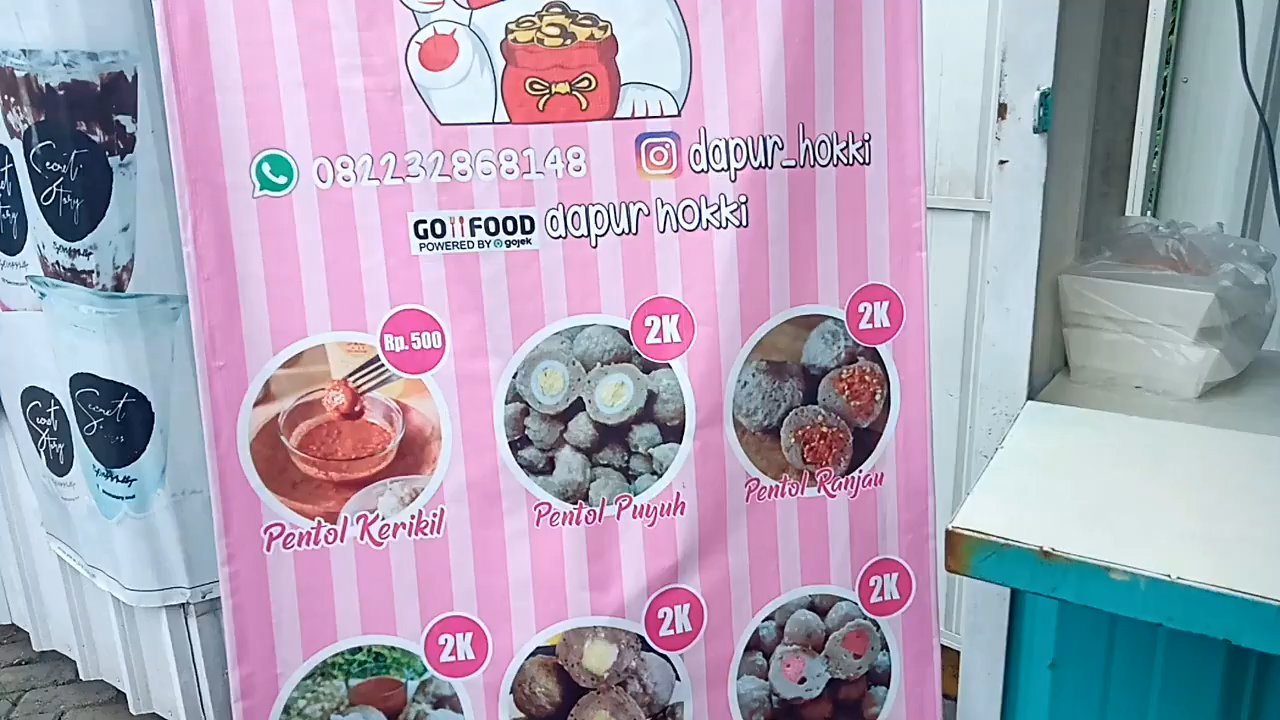 082232868148 dapur_hokki
GO FOOD dapur hokki
POWERED BY gojek
Rp. 500
2K
2K
Pentol Kerikil
Pentol Puyuh
Pentol Ranjau
2K
2K
2K
Secret
Story
Secret
Story
Secret